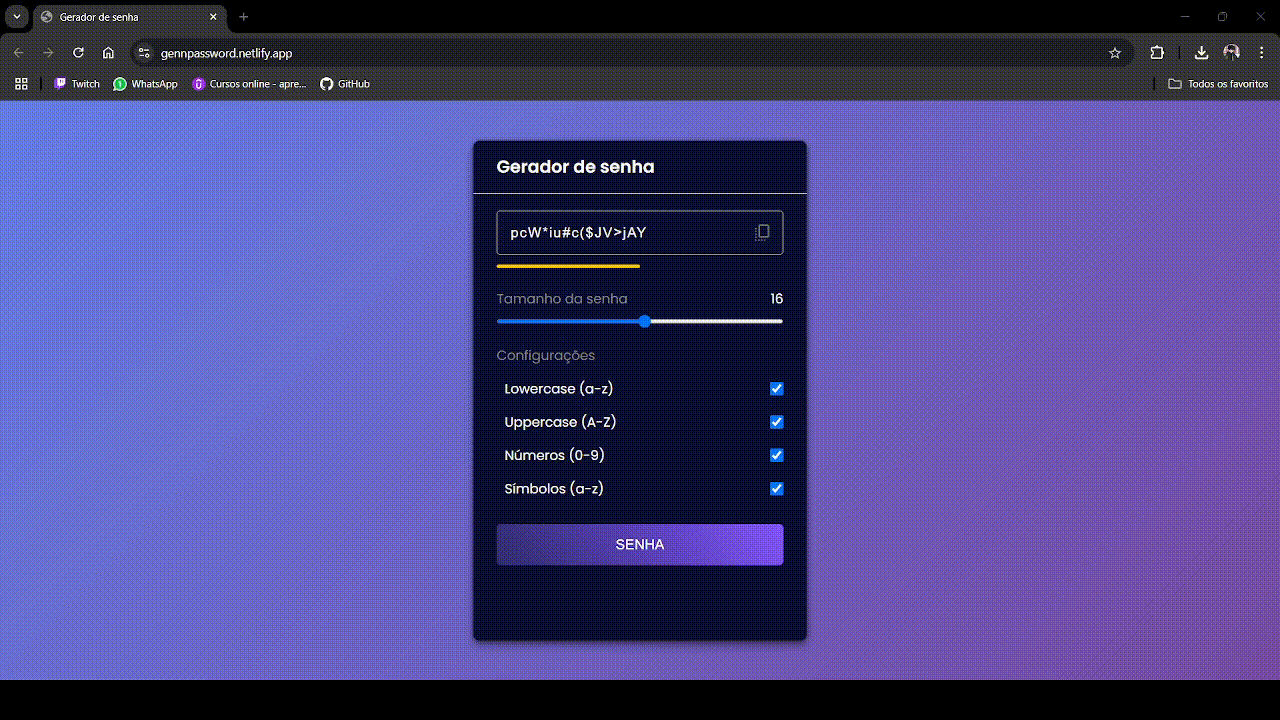 Gerador de senha
gennpassword.netlify.app
Twitch WhatsApp Cursos online - apre... GitHub Todos os favoritos
Gerador de senha
pcW*iu#c($JV>jAY
Tamanho da senha 16
Configurações
Lowercase (a-z)
Uppercase (A-Z)
Números (0-9)
Símbolos (a-z)
SENHA